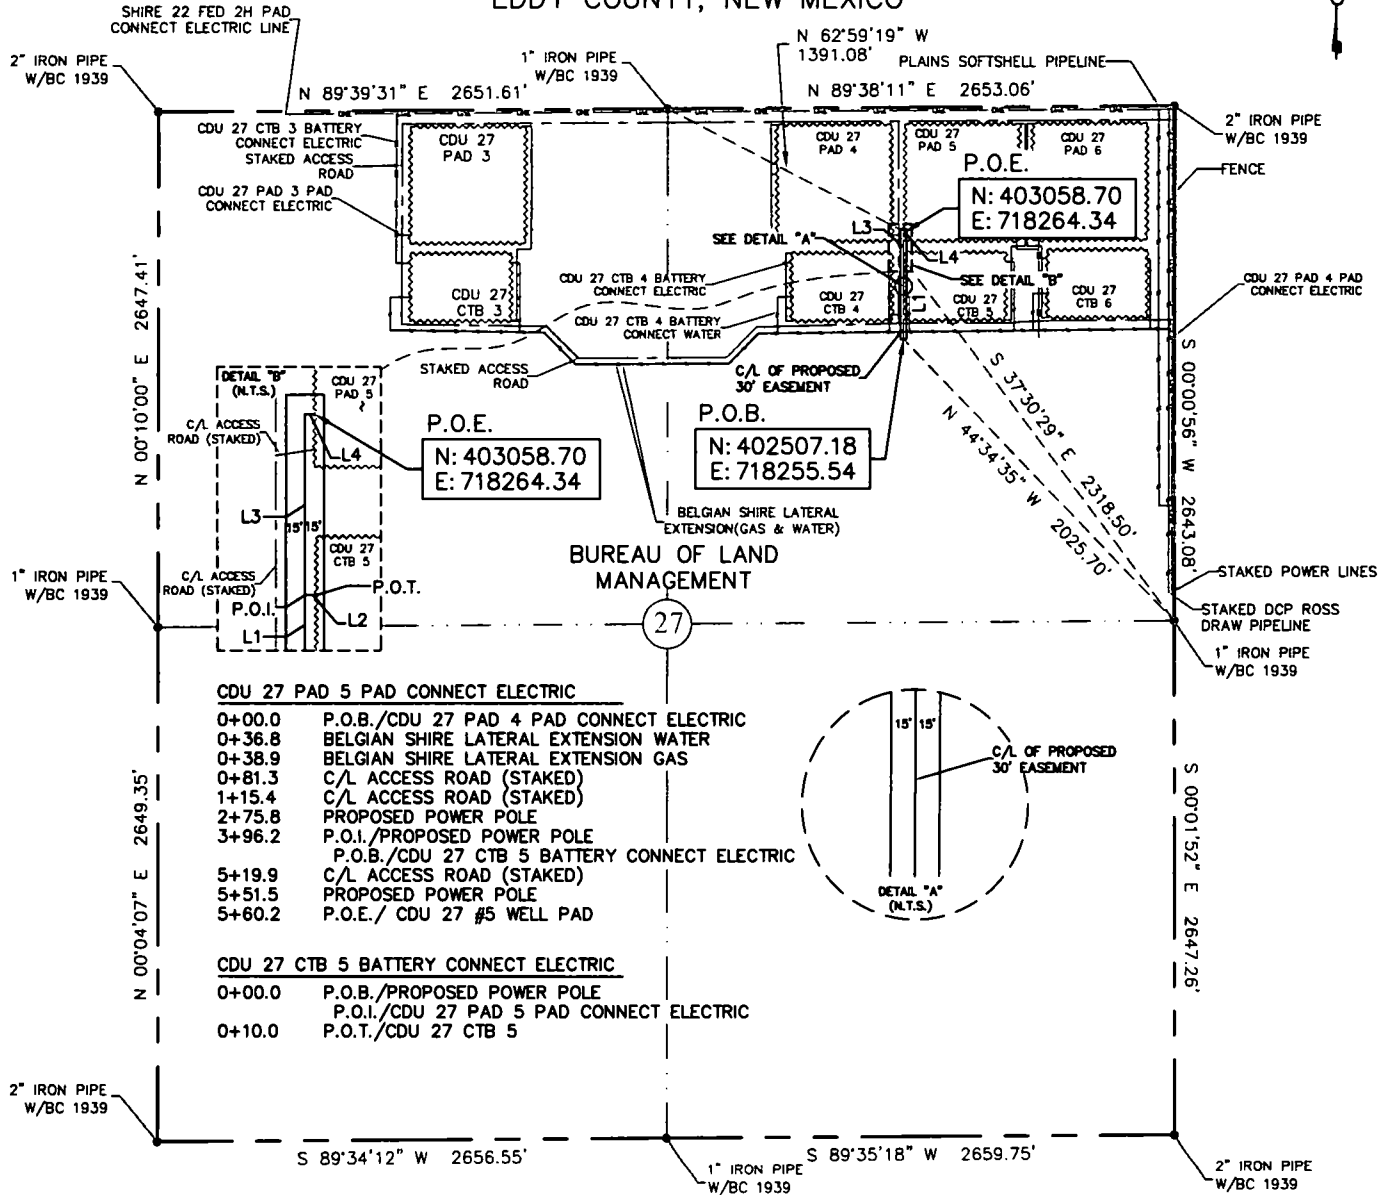 EDDY COUNTY, NEW MEXICO
SHIRE 22 FED 2H PAD
CONNECT ELECTRIC LINE
2" IRON PIPE
W/BC 1939
1" IRON PIPE
W/BC 1939
N 62°59'19" W
1391.08'
PLAINS SOFTSHELL PIPELINE
N 89°39'31" E 2651.61'
N 89°38'11" E 2653.06'
2" IRON PIPE
W/BC 1939
CDU 27 CTB 3 BATTERY
CONNECT ELECTRIC
STAKED ACCESS
ROAD
CDU 27 PAD 3 PAD
CONNECT ELECTRIC
CDU 27
PAD 3
CDU 27
PAD 4
CDU 27
PAD 5
CDU 27
PAD 6
FENCE
P.O.E.
N: 403058.70
E: 718264.34
L3
L4
SEE DETAIL "A"
SEE DETAIL "B"
L1
CDU 27 CTB 4 BATTERY
CONNECT ELECTRIC
CDU 27 CTB 4 BATTERY
CONNECT WATER
CDU 27
CTB 3
CDU 27
CTB 4
CDU 27
CTB 5
CDU 27
CTB 6
CDU 27 PAD 4 PAD
CONNECT ELECTRIC
N 00°10'00" E 2647.41'
STAKED ACCESS
ROAD
C/L OF PROPOSED
30' EASEMENT
S 37°30'29" E 2318.50'
N 44°34'35" W 2025.70'
S 00°00'56" W 2643.08'
DETAIL "B"
(N.T.S.)
CDU 27
PAD 5
C/L ACCESS
ROAD (STAKED)
L4
L3
15' 15'
CDU 27
CTB 5
C/L ACCESS
ROAD (STAKED)
P.O.I.
P.O.T.
L1
L2
P.O.E.
N: 403058.70
E: 718264.34
P.O.B.
N: 402507.18
E: 718255.54
BELGIAN SHIRE LATERAL
EXTENSION(GAS & WATER)
BUREAU OF LAND
MANAGEMENT
27
1" IRON PIPE
W/BC 1939
STAKED POWER LINES
STAKED DCP ROSS
DRAW PIPELINE
1" IRON PIPE
W/BC 1939
CDU 27 PAD 5 PAD CONNECT ELECTRIC
0+00.0 P.O.B./CDU 27 PAD 4 PAD CONNECT ELECTRIC
0+36.8 BELGIAN SHIRE LATERAL EXTENSION WATER
0+38.9 BELGIAN SHIRE LATERAL EXTENSION GAS
0+81.3 C/L ACCESS ROAD (STAKED)
1+15.4 C/L ACCESS ROAD (STAKED)
2+75.8 PROPOSED POWER POLE
3+96.2 P.O.I./PROPOSED POWER POLE
P.O.B./CDU 27 CTB 5 BATTERY CONNECT ELECTRIC
5+19.9 C/L ACCESS ROAD (STAKED)
5+51.5 PROPOSED POWER POLE
5+60.2 P.O.E./ CDU 27 #5 WELL PAD
CDU 27 CTB 5 BATTERY CONNECT ELECTRIC
0+00.0 P.O.B./PROPOSED POWER POLE
P.O.I./CDU 27 PAD 5 PAD CONNECT ELECTRIC
0+10.0 P.O.T./CDU 27 CTB 5
15' 15'
C/L OF PROPOSED
30' EASEMENT
DETAIL "A"
(N.T.S.)
N 00°04'07" E 2649.35'
S 00°01'52" E 2647.26'
2" IRON PIPE
W/BC 1939
S 89°34'12" W 2656.55'
1" IRON PIPE
W/BC 1939
S 89°35'18" W 2659.75'
2" IRON PIPE
W/BC 1939